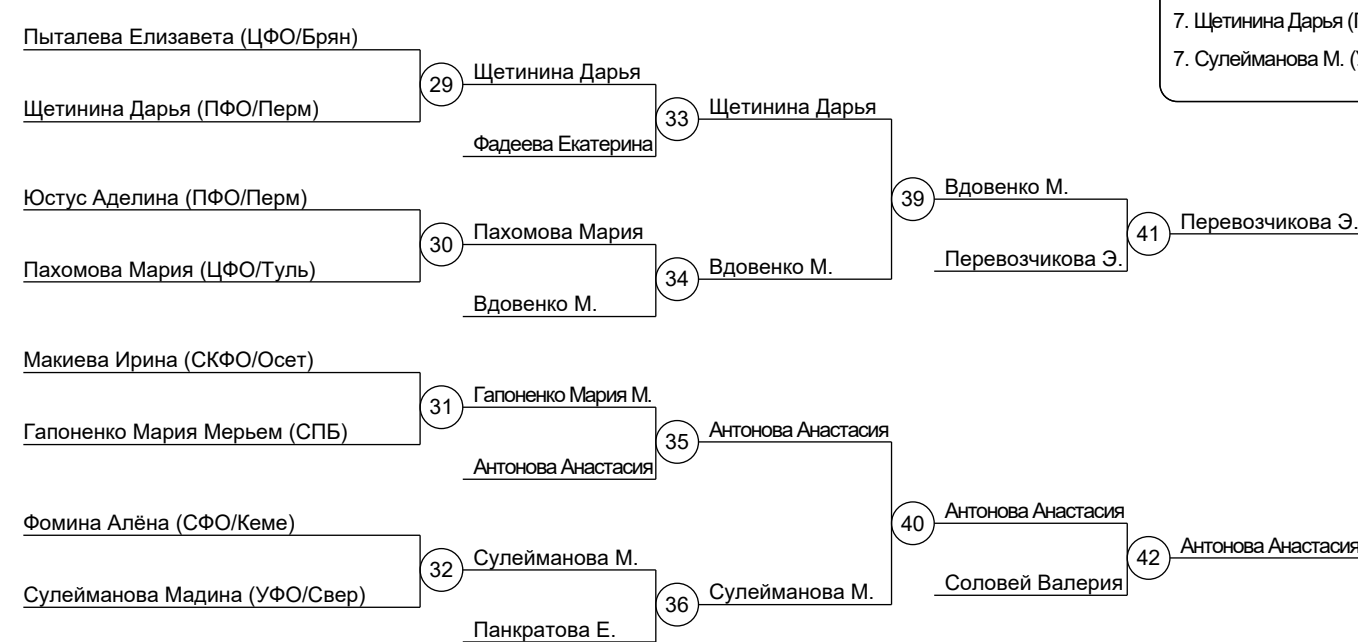 7. Щетинина Дарья (
7. Сулейманова М. (
Пыталева Елизавета (ЦФО/Брян)
29
Щетинина Дарья (ПФО/Перм)
Щетинина Дарья
33
Фадеева Екатерина
Щетинина Дарья
Юстус Аделина (ПФО/Перм)
30
Пахомова Мария (ЦФО/Туль)
Пахомова Мария
34
Вдовенко М.
Вдовенко М.
39
Вдовенко М.
41
Перевозчикова Э.
Перевозчикова Э.
Макиева Ирина (СКФО/Осет)
31
Гапоненко Мария Мерьем (СПБ)
Гапоненко Мария М.
35
Антонова Анастасия
Антонова Анастасия
Фомина Алёна (СФО/Кеме)
32
Сулейманова Мадина (УФО/Свер)
Сулейманова М.
36
Панкратова Е.
Сулейманова М.
40
Антонова Анастасия
42
Соловей Валерия
Антонова Анастасия